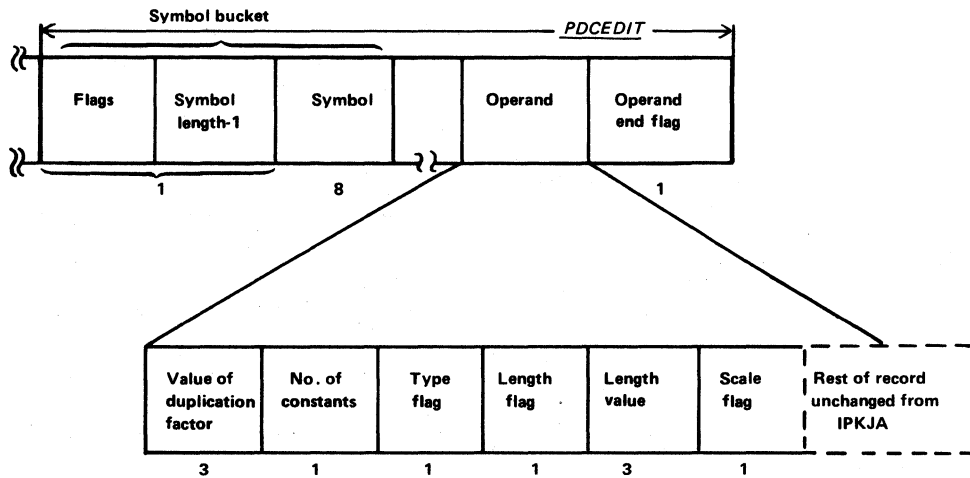 Symbol bucket
PDCEDIT
Flags
Symbol length-1
Symbol
Operand
Operand end flag
1
8
1
Value of duplication factor
No. of constants
Type flag
Length flag
Length value
Scale flag
Rest of record unchanged from IPKJA
3
1
1
1
3
1